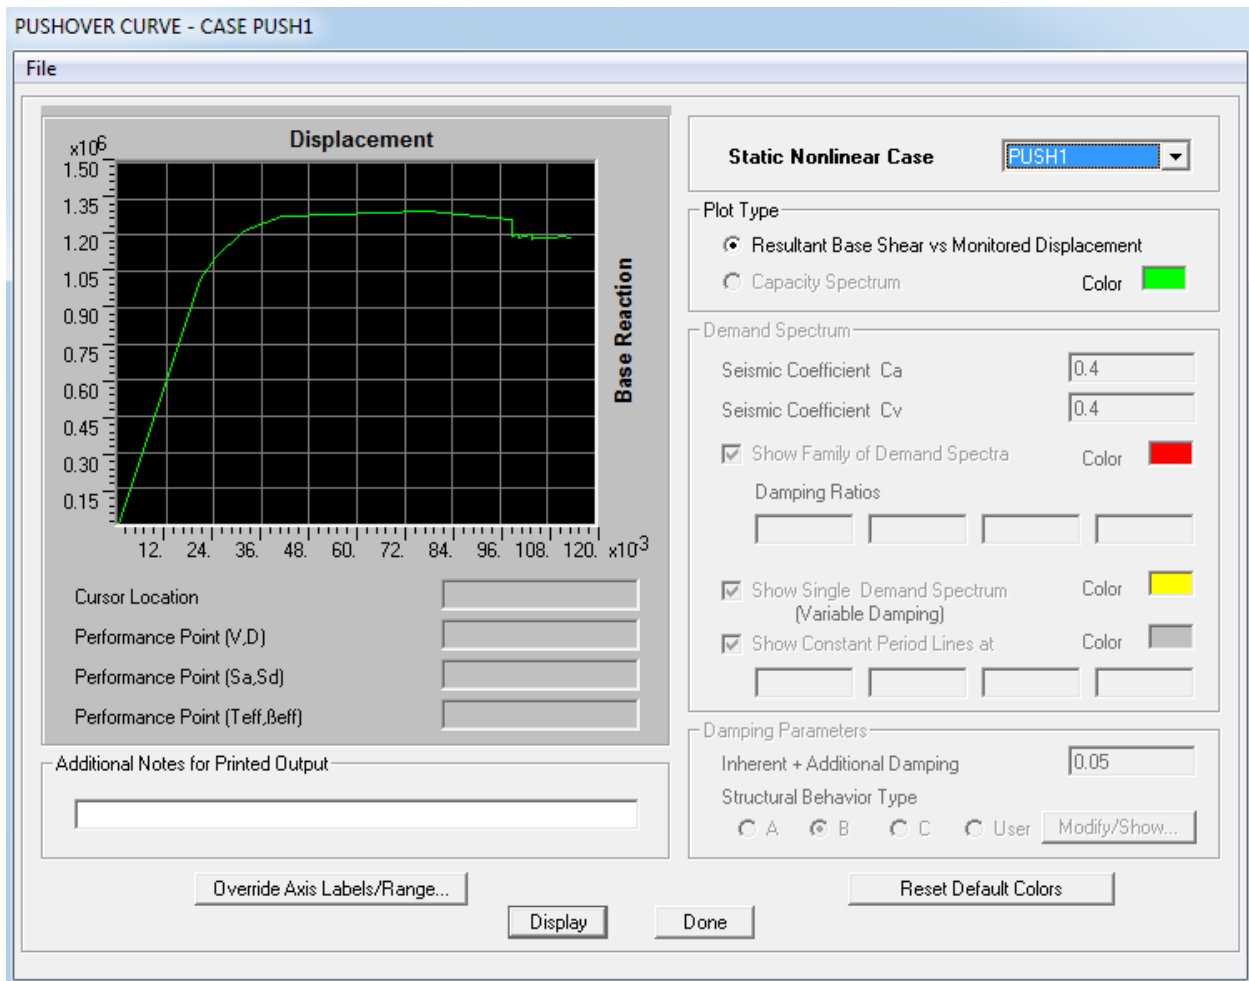 PUSHOVER CURVE - CASE PUSH1
File
Displacement
x10^6
1.50
1.35
1.20
1.05
0.90
0.75
0.60
0.45
0.30
0.15
Base Reaction
12. 24. 36. 48. 60. 72. 84. 96. 108. 120. x10^-3
Cursor Location
Performance Point (V,D)
Performance Point (Sa,Sd)
Performance Point (Teff,βeff)
Additional Notes for Printed Output
Override Axis Labels/Range...
Static Nonlinear Case PUSH1
Plot Type
Resultant Base Shear vs Monitored Displacement
Capacity Spectrum Color
Demand Spectrum
Seismic Coefficient Ca 0.4
Seismic Coefficient Cv 0.4
Show Family of Demand Spectra Color
Damping Ratios
Show Single Demand Spectrum Color
(Variable Damping)
Show Constant Period Lines at Color
Damping Parameters
Inherent + Additional Damping 0.05
Structural Behavior Type
A B C User Modify/Show...
Reset Default Colors
Display Done